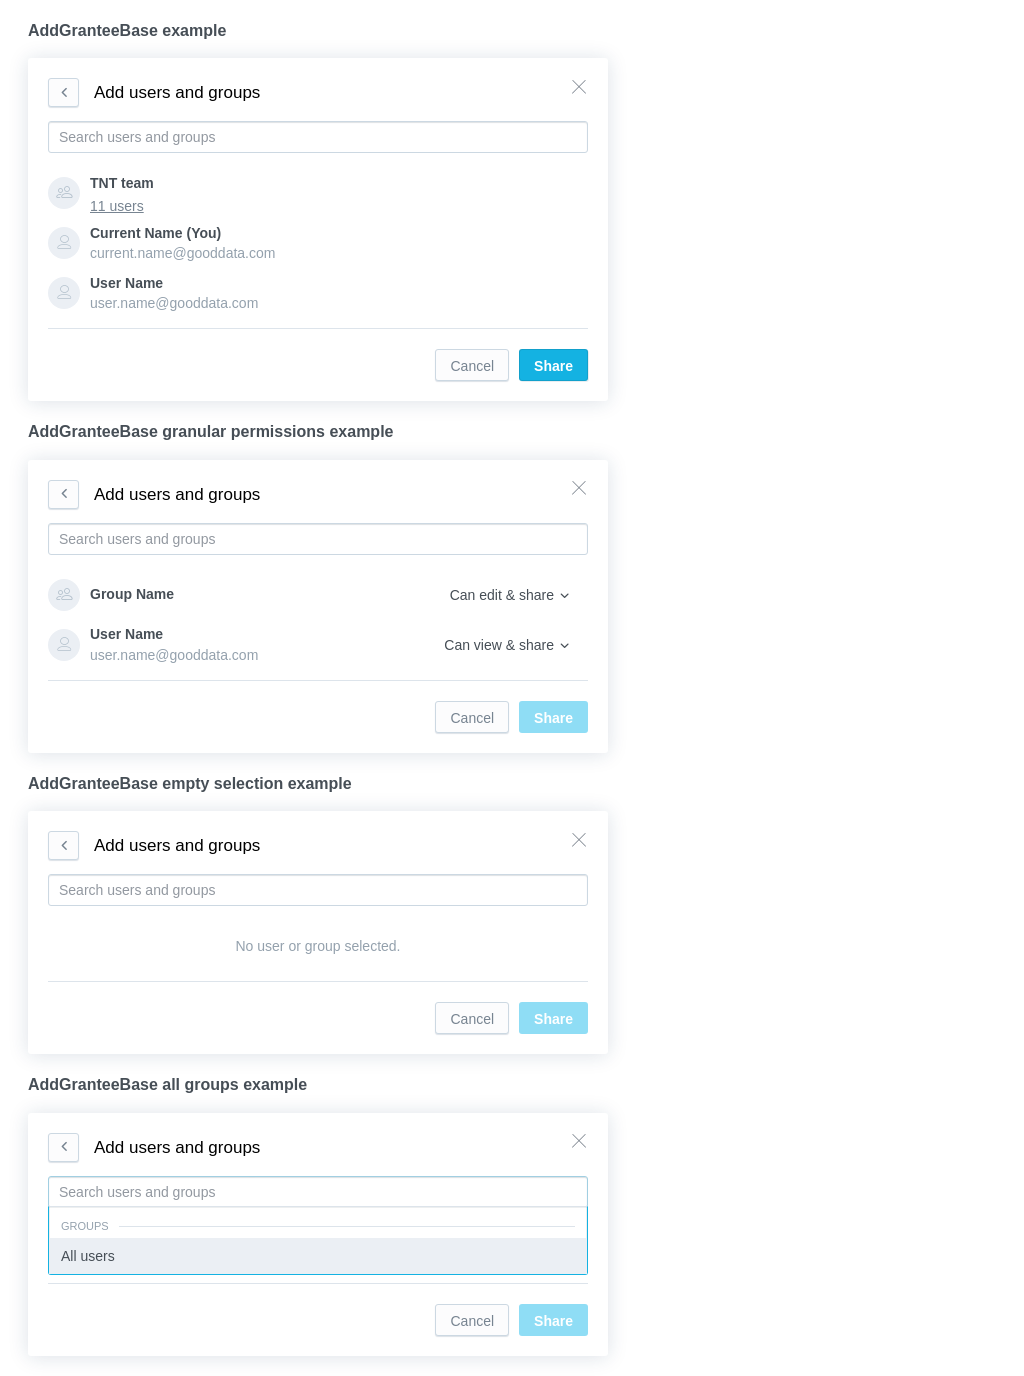 AddGranteeBase example
Add users and groups
Search users and groups
TNT team
11 users
Current Name (You)
current.name@gooddata.com
User Name
user.name@gooddata.com
Cancel Share
AddGranteeBase granular permissions example
Add users and groups
Search users and groups
Group Name Can edit & share
User Name
user.name@gooddata.com Can view & share
Cancel Share
AddGranteeBase empty selection example
Add users and groups
Search users and groups
No user or group selected.
Cancel Share
AddGranteeBase all groups example
Add users and groups
Search users and groups
GROUPS
All users
Cancel Share